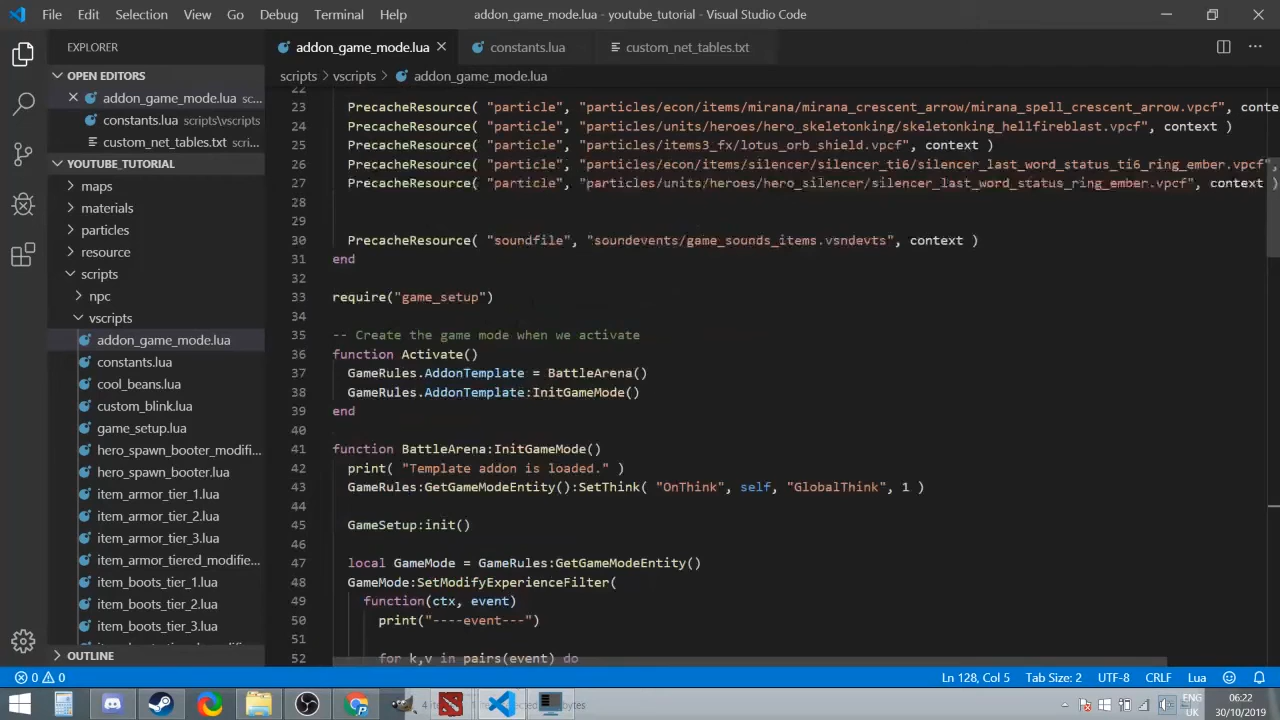 File Edit Selection View Go Debug Terminal Help addon_game_mode.lua - youtube_tutorial - Visual Studio Code
EXPLORER
OPEN EDITORS
addon_game_mode.lua sc...
constants.lua scripts\vscripts
custom_net_tables.txt scri...
YOUTUBE_TUTORIAL
maps
materials
particles
resource
scripts
npc
vscripts
addon_game_mode.lua
constants.lua
cool_beans.lua
custom_blink.lua
game_setup.lua
hero_spawn_booter_modifi...
hero_spawn_booter.lua
item_armor_tier_1.lua
item_armor_tier_2.lua
item_armor_tier_3.lua
item_armor_tiered_modifie...
item_boots_tier_1.lua
item_boots_tier_2.lua
item_boots_tier_3.lua
OUTLINE
addon_game_mode.lua constants.lua custom_net_tables.txt
scripts > vscripts > addon_game_mode.lua
22
23 PrecacheResource( "particle", "particles/econ/items/mirana/mirana_crescent_arrow/mirana_spell_crescent_arrow.vpcf", conte
24 PrecacheResource( "particle", "particles/units/heroes/hero_skeletonking/skeletonking_hellfireblast.vpcf", context )
25 PrecacheResource( "particle", "particles/items3_fx/lotus_orb_shield.vpcf", context )
26 PrecacheResource( "particle", "particles/econ/items/silencer/silencer_ti6/silencer_last_word_status_ti6_ring_ember.vpcf"
27 PrecacheResource( "particle", "particles/units/heroes/hero_silencer/silencer_last_word_status_ring_ember.vpcf", context )
28
29
30 PrecacheResource( "soundfile", "soundevents/game_sounds_items.vsndevts", context )
31 end
32
33 require("game_setup")
34
35 -- Create the game mode when we activate
36 function Activate()
37 GameRules.AddonTemplate = BattleArena()
38 GameRules.AddonTemplate:InitGameMode()
39 end
40
41 function BattleArena:InitGameMode()
42 print( "Template addon is loaded." )
43 GameRules:GetGameModeEntity():SetThink( "OnThink", self, "GlobalThink", 1 )
44
45 GameSetup:init()
46
47 local GameMode = GameRules:GetGameModeEntity()
48 GameMode:SetModifyExperienceFilter(
49 function(ctx, event)
50 print("----event---")
51
52 for k,v in pairs(event) do
0 0 Ln 128, Col 5 Tab Size: 2 UTF-8 CRLF Lua
ENG
UK
06:22
30/10/2019